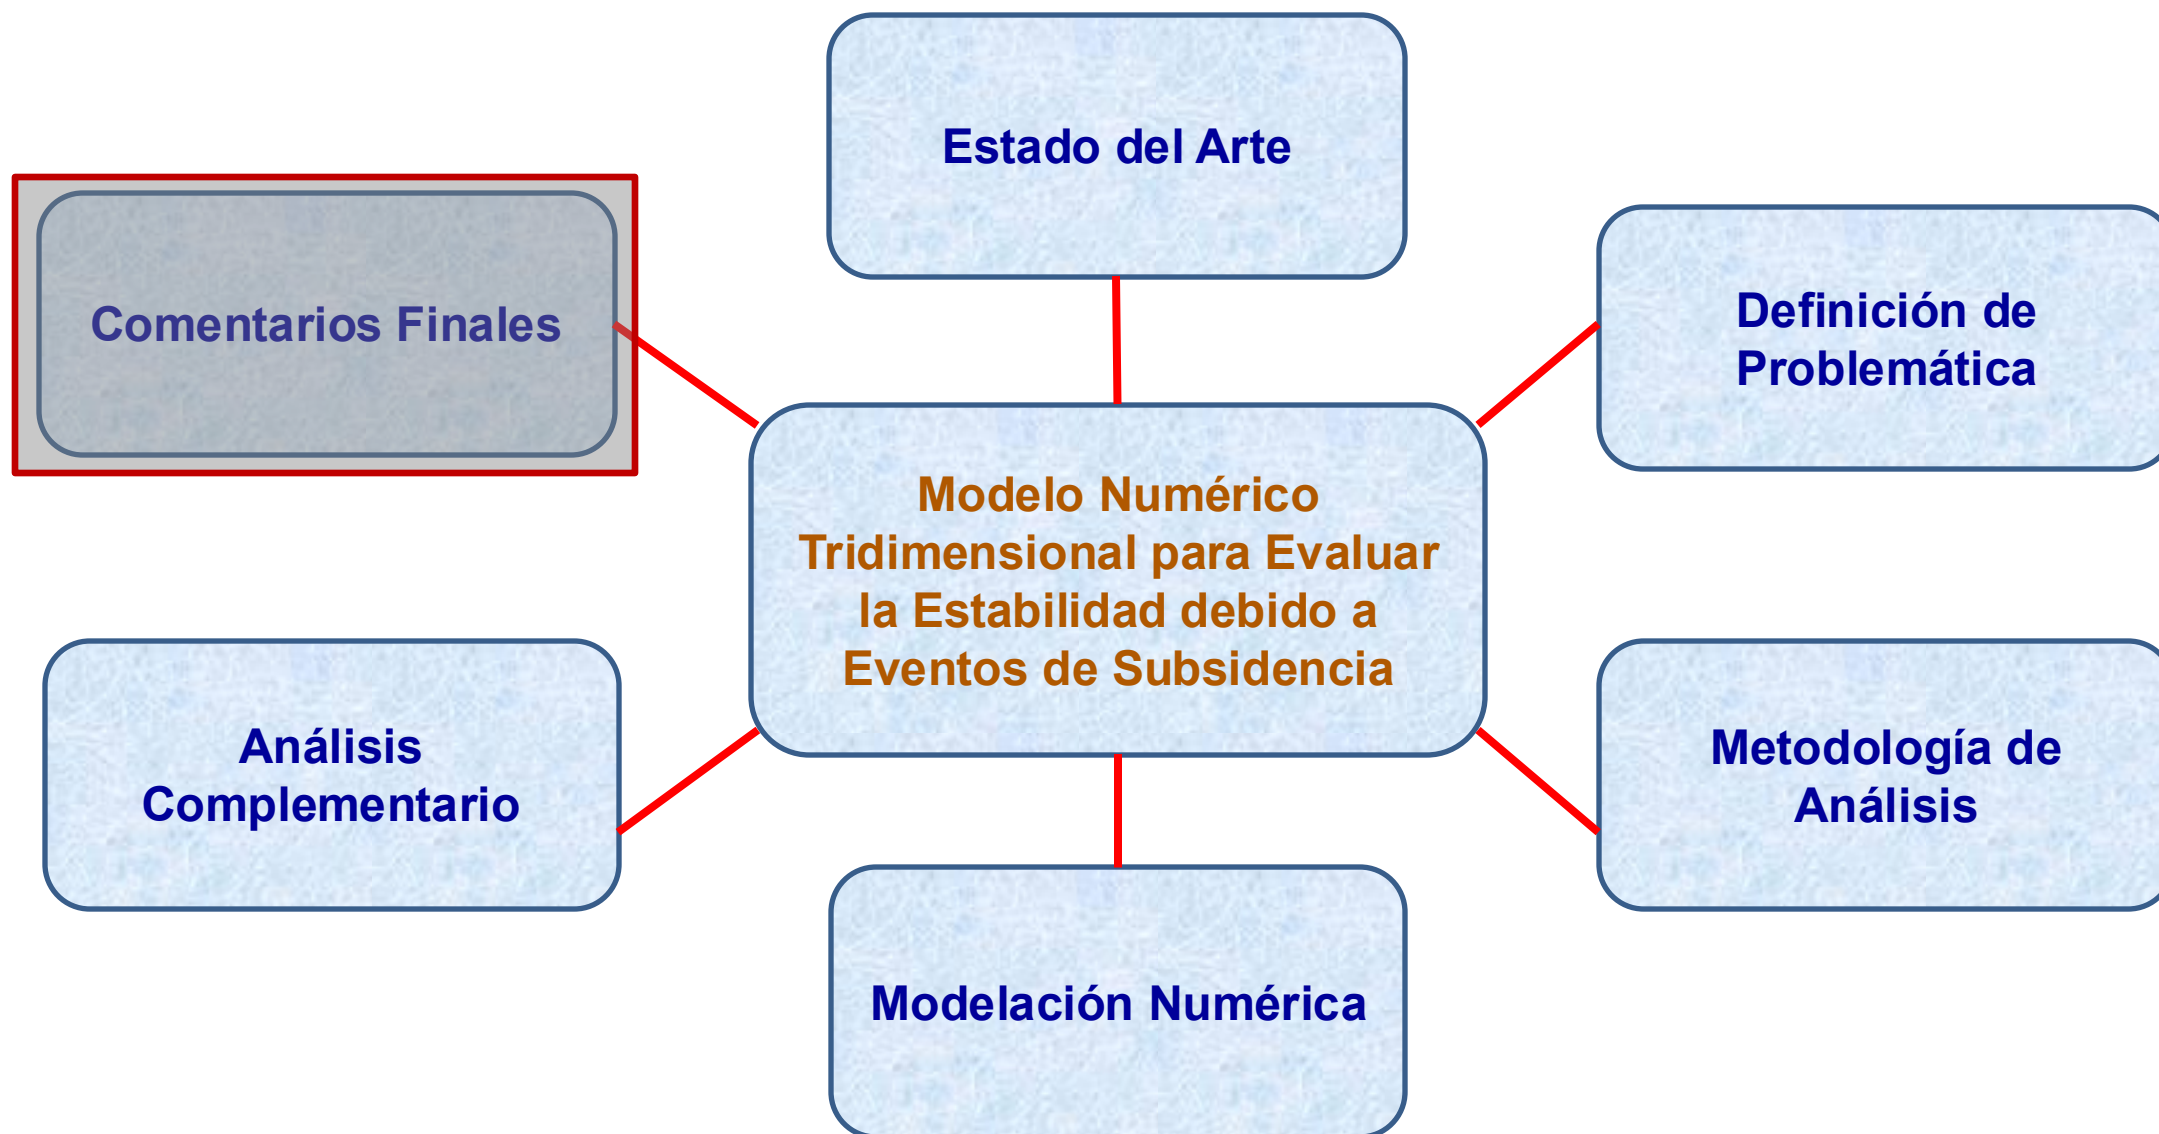 Estado del Arte
Comentarios Finales
Definición de
Problemática
Modelo Numérico
Tridimensional para Evaluar
la Estabilidad debido a
Eventos de Subsidencia
Análisis
Complementario
Metodología de
Análisis
Modelación Numérica